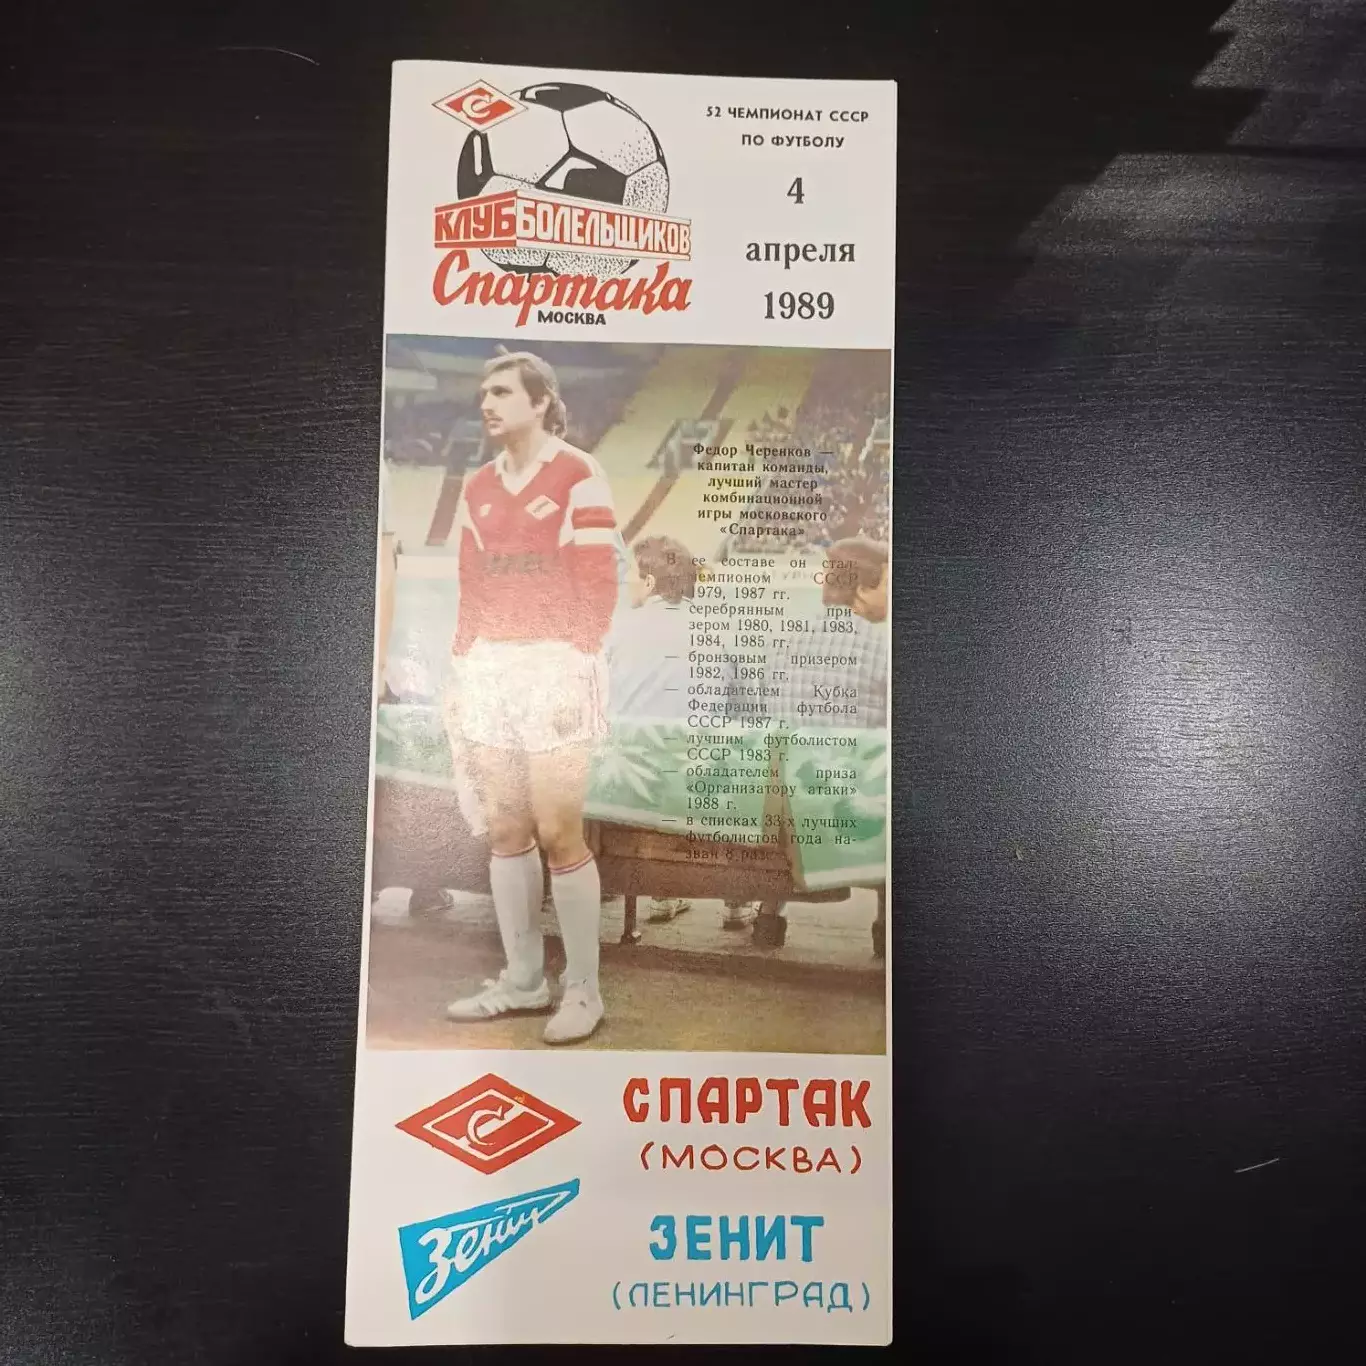 52 ЧЕМПИОНАТ СССР
ПО ФУТБОЛУ
4
апреля
1989
КЛУБ БОЛЕЛЬЩИКОВ
Спартака
МОСКВА
Федор Черенков —
капитан команды,
лучший мастер
комбинационной
игры московского
«Спартака»
В ее составе он стал:
— чемпионом СССР
1979, 1987 гг.
— серебряным при-
зером 1980, 1981, 1983,
1984, 1985 гг.
— бронзовым призером
1982, 1986 гг.
— обладателем Кубка
Федерации футбола
СССР 1987 г.
— лучшим футболистом
СССР 1983 г.
— обладателем приза
«Организатору атаки»
1988 г.
— в списках 33-х лучших
футболистов года на-
зван 8 раз
СПАРТАК
(МОСКВА)
Зенит
ЗЕНИТ
(ЛЕНИНГРАД)